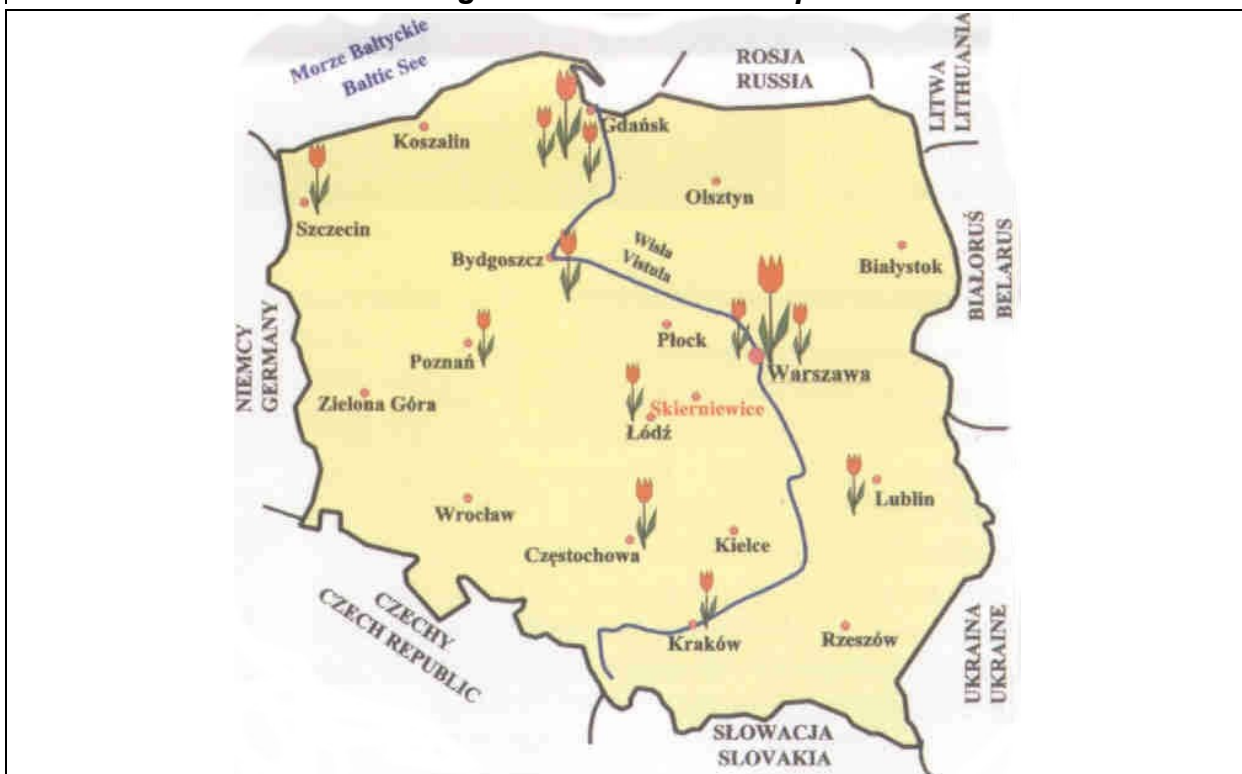 Morze Bałtyckie
Baltic See
ROSJA
RUSSIA
LITWA
LITHUANIA
Koszalin
Gdańsk
Olsztyn
Szczecin
Bydgoszcz
Wisła
Vistula
Białystok
BIAŁORUŚ
BELARUS
NIEMCY
GERMANY
Poznań
Płock
Warszawa
Zielona Góra
Skierniewice
Łódź
Lublin
Wrocław
Częstochowa
Kielce
CZECHY
CZECH REPUBLIC
Kraków
Rzeszów
UKRAINA
UKRAINE
SŁOWACJA
SLOVAKIA